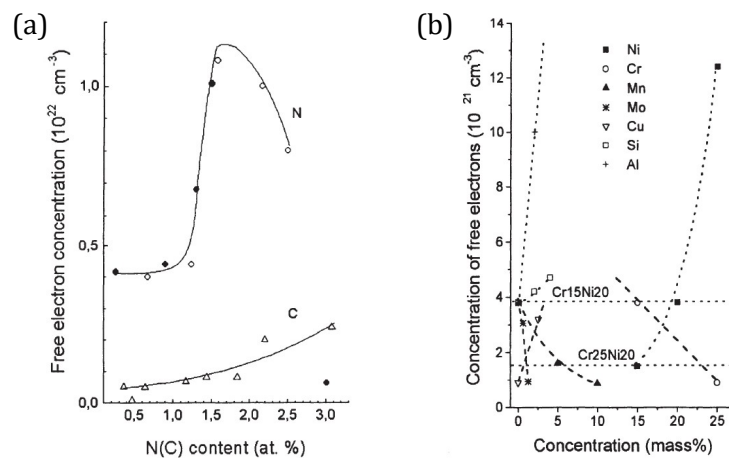 (a)
Free electron concentration (10²² cm⁻³)
1,0
0,5
0,0
N
C
0,5 1,0 1,5 2,0 2,5 3,0
N(C) content (at. %)
(b)
Concentration of free electrons (10 ²¹ cm⁻³)
14
12
10
8
6
4
2
0
Ni
Cr
Mn
Mo
Cu
Si
Al
Cr15Ni20
Cr25Ni20
0 5 10 15 20 25
Concentration (mass%)